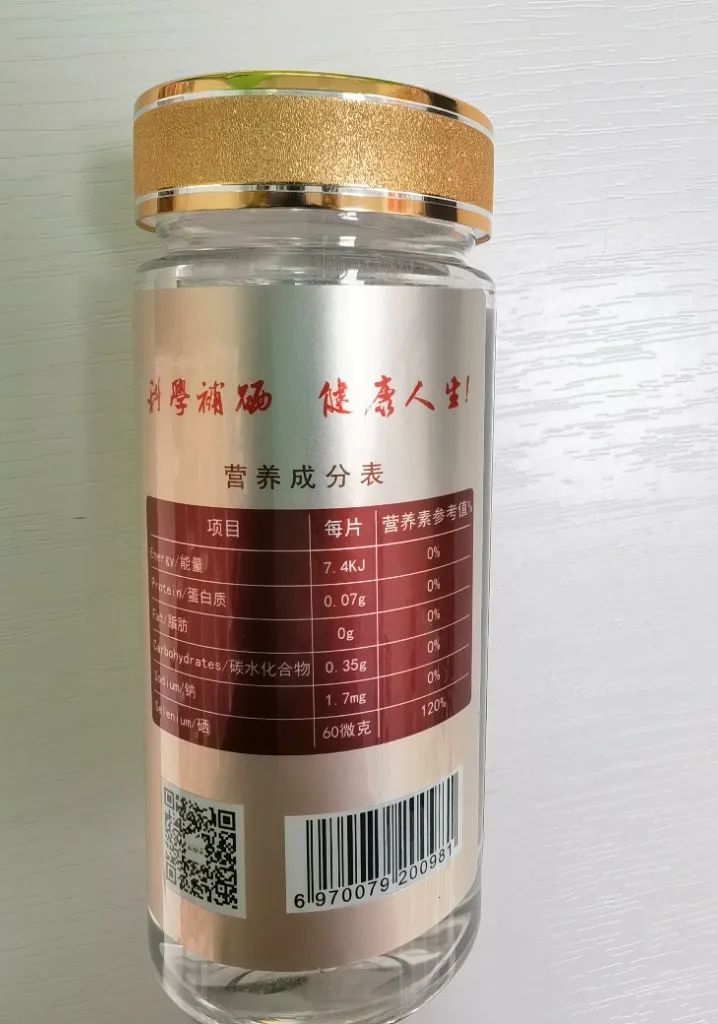 科學補硒 健康人生!
营养成分表
项目 每片 营养素参考值%
Energy/能量 7.4KJ 0%
Protein/蛋白质 0.07g 0%
Fat/脂肪 0g 0%
Carbohydrates/碳水化合物 0.35g 0%
Sodium/钠 1.7mg 0%
Selenium/硒 60微克 120%
6 970079 200981